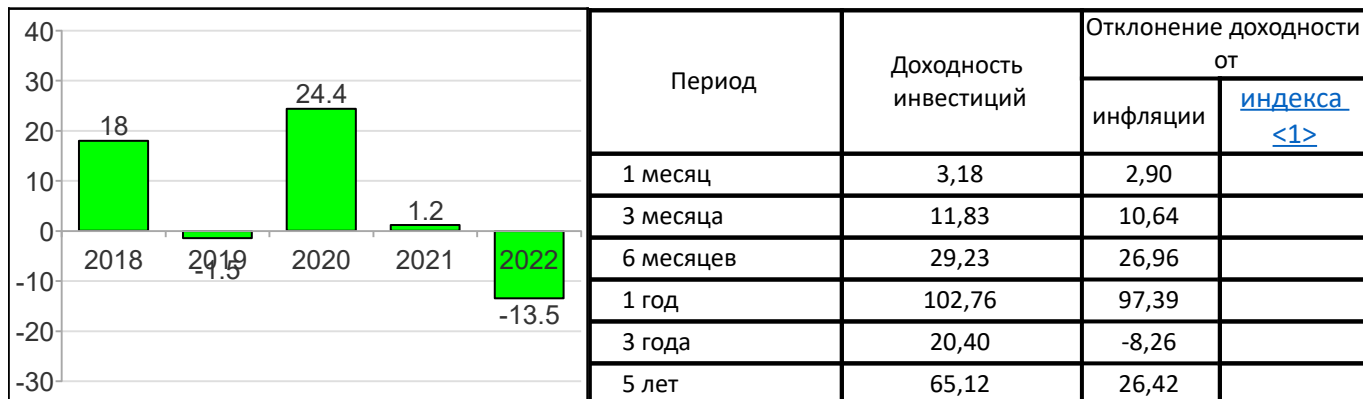 40
30
20
10
0
-10
-20
-30
18
-1.5
24.4
1.2
-13.5
2018
2019
2020
2021
2022
Период
Доходность
инвестиций
Отклонение доходности
от
инфляции
индекса
<1>
1 месяц 3,18 2,90
3 месяца 11,83 10,64
6 месяцев 29,23 26,96
1 год 102,76 97,39
3 года 20,40 -8,26
5 лет 65,12 26,42